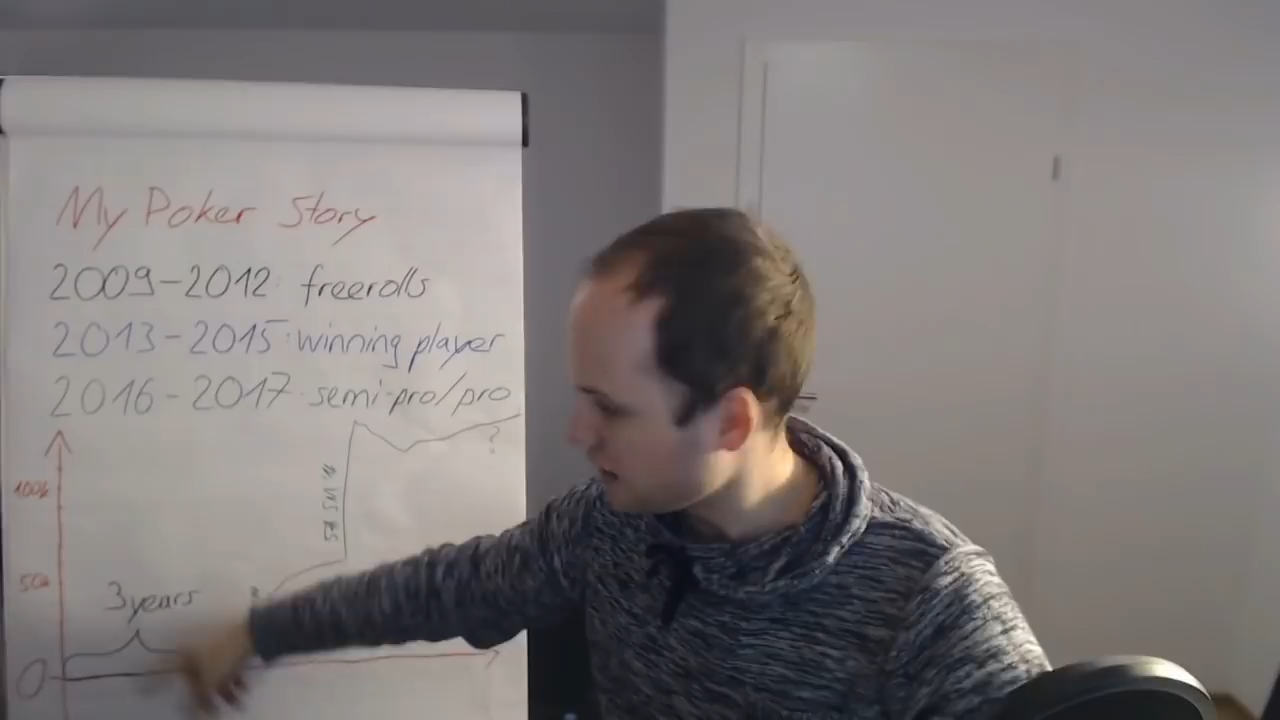 My Poker Story
2009-2012: freerolls
2013-2015: winning player
2016-2017: semi-pro/pro
?
100k
50k
3 years
0